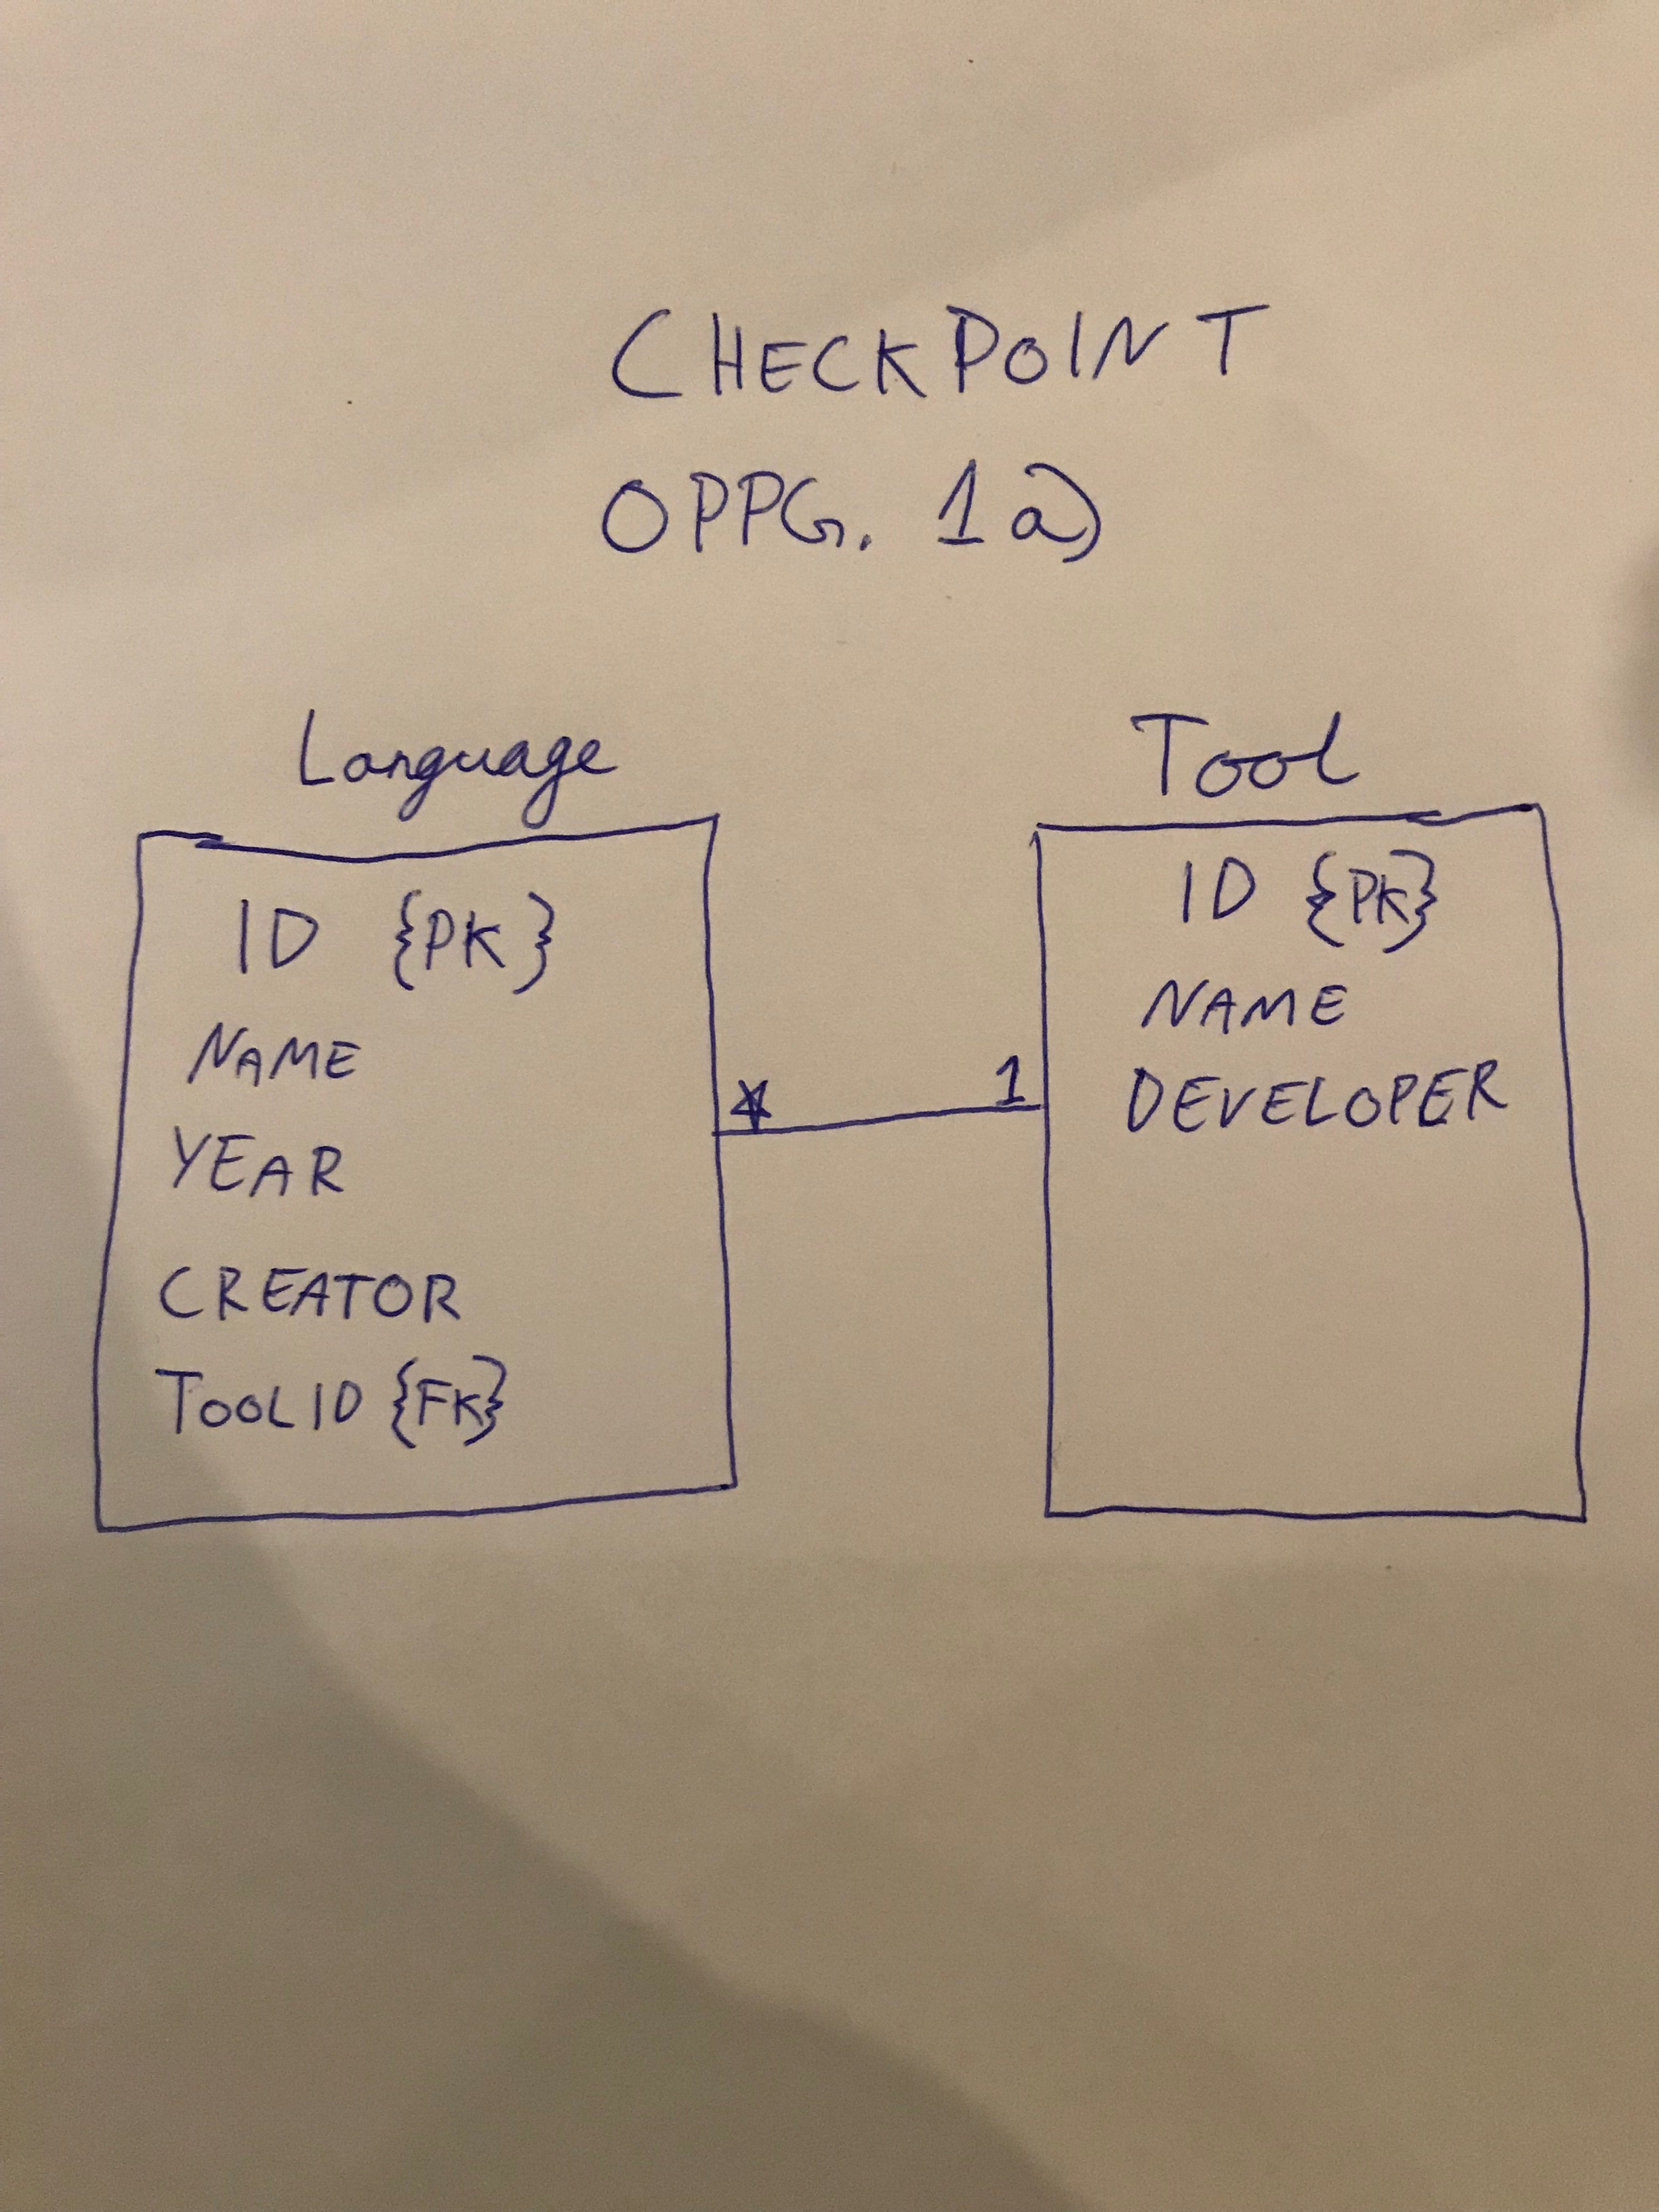 CHECKPOINT
OPPG. 1a)
Language
ID {PK}
NAME
YEAR
CREATOR
TOOLID {FK}
* 1
Tool
ID {PK}
NAME
DEVELOPER